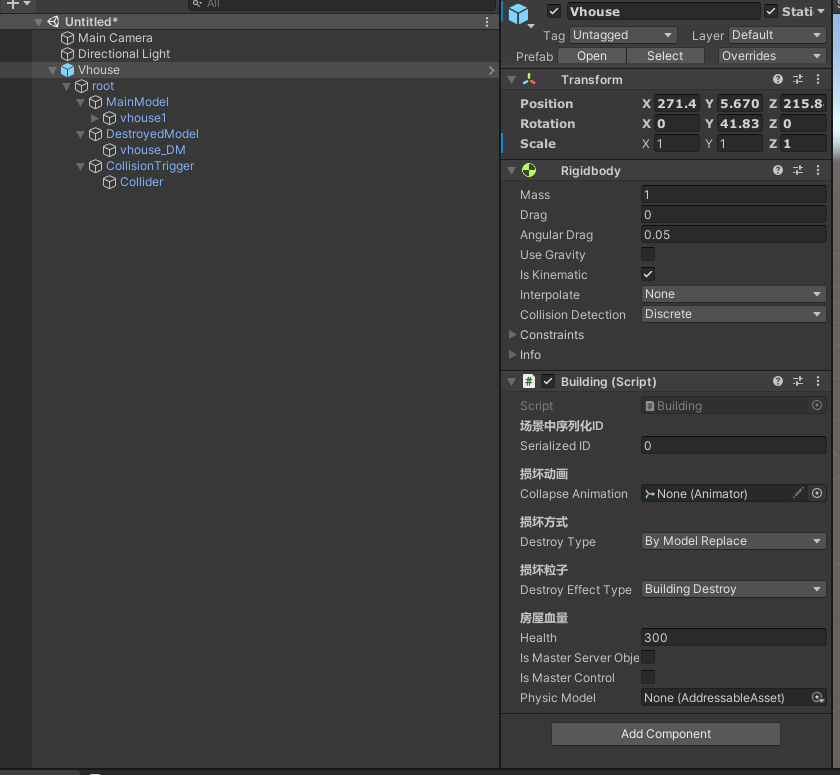 All
Untitled*
Main Camera
Directional Light
Vhouse
root
MainModel
vhouse1
DestroyedModel
vhouse_DM
CollisionTrigger
Collider
Vhouse Stati
Tag Untagged Layer Default
Prefab Open Select Overrides
Transform
Position X 271.4 Y 5.670 Z 215.8
Rotation X 0 Y 41.83 Z 0
Scale X 1 Y 1 Z 1
Rigidbody
Mass 1
Drag 0
Angular Drag 0.05
Use Gravity
Is Kinematic
Interpolate None
Collision Detection Discrete
Constraints
Info
# Building (Script)
Script # Building
场景中序列化ID
Serialized ID 0
损坏动画
Collapse Animation None (Animator)
损坏方式
Destroy Type By Model Replace
损坏粒子
Destroy Effect Type Building Destroy
房屋血量
Health 300
Is Master Server Obje
Is Master Control
Physic Model None (AddressableAsset)
Add Component